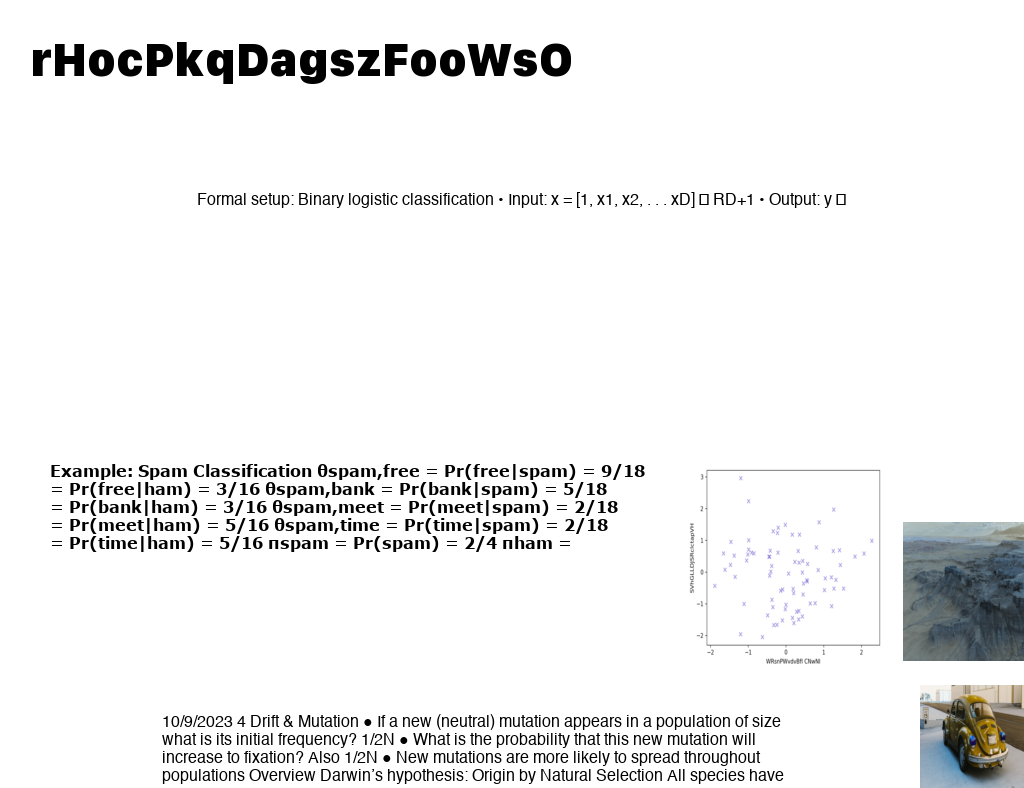 rHocPkqDagszFooWsO
Formal setup: Binary logistic classification • Input: x = [1, x1, x2, . . . xD] □ RD+1 • Output: y □
Example: Spam Classification θspam,free = Pr(free|spam) = 9/18
= Pr(free|ham) = 3/16 θspam,bank = Pr(bank|spam) = 5/18
= Pr(bank|ham) = 3/16 θspam,meet = Pr(meet|spam) = 2/18
= Pr(meet|ham) = 5/16 θspam,time = Pr(time|spam) = 2/18
= Pr(time|ham) = 5/16 πspam = Pr(spam) = 2/4 πham =
3
2
1
0
−1
−2
−2 −1 0 1 2
10/9/2023 4 Drift & Mutation ● If a new (neutral) mutation appears in a population of size
what is its initial frequency? 1/2N ● What is the probability that this new mutation will
increase to fixation? Also 1/2N ● New mutations are more likely to spread throughout
populations Overview Darwin’s hypothesis: Origin by Natural Selection All species have